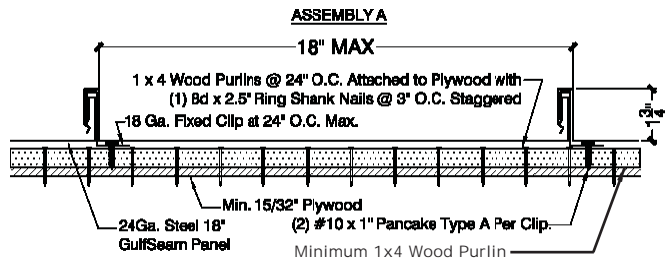 ASSEMBLY A
18" MAX
1 x 4 Wood Purlins @ 24" O.C. Attached to Plywood with
(1) 8d x 2.5" Ring Shank Nails @ 3" O.C. Staggered
18 Ga. Fixed Clip at 24" O.C. Max.
1 3/4"
Min. 15/32" Plywood
24Ga. Steel 18"
GulfSeam Panel
(2) #10 x 1" Pancake Type A Per Clip.
Minimum 1x4 Wood Purlin